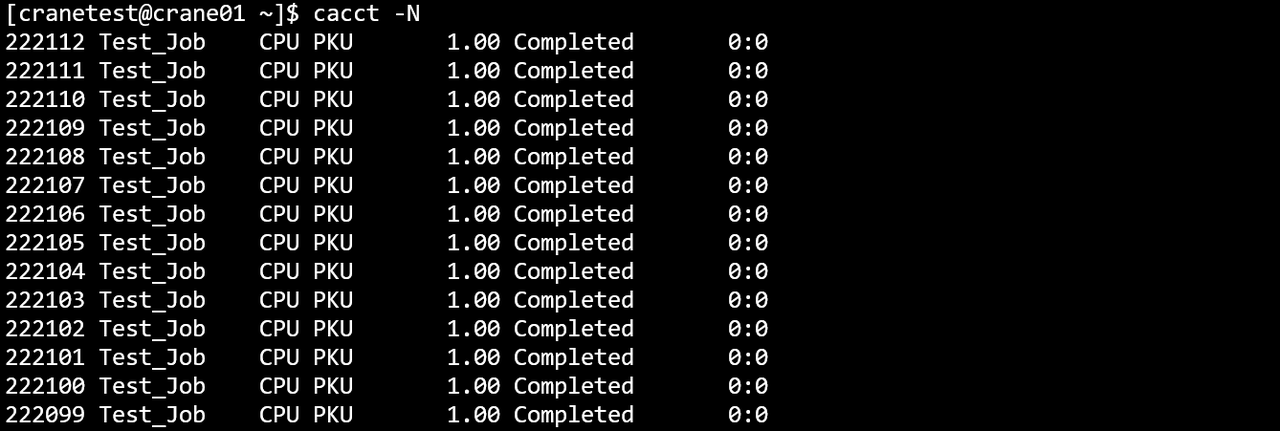 [cranetest@crane01 ~]$ cacct -N
222112 Test_Job    CPU PKU       1.00 Completed       0:0
222111 Test_Job    CPU PKU       1.00 Completed       0:0
222110 Test_Job    CPU PKU       1.00 Completed       0:0
222109 Test_Job    CPU PKU       1.00 Completed       0:0
222108 Test_Job    CPU PKU       1.00 Completed       0:0
222107 Test_Job    CPU PKU       1.00 Completed       0:0
222106 Test_Job    CPU PKU       1.00 Completed       0:0
222105 Test_Job    CPU PKU       1.00 Completed       0:0
222104 Test_Job    CPU PKU       1.00 Completed       0:0
222103 Test_Job    CPU PKU       1.00 Completed       0:0
222102 Test_Job    CPU PKU       1.00 Completed       0:0
222101 Test_Job    CPU PKU       1.00 Completed       0:0
222100 Test_Job    CPU PKU       1.00 Completed       0:0
222099 Test_Job    CPU PKU       1.00 Completed       0:0